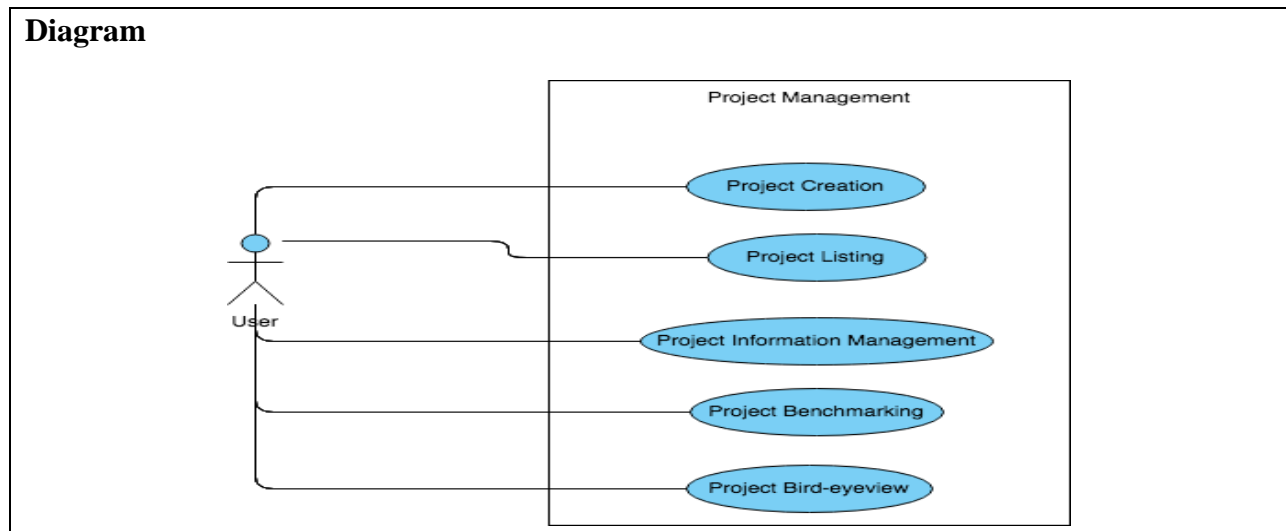 Diagram
Project Management
Project Creation
Project Listing
User
Project Information Management
Project Benchmarking
Project Bird-eyeview